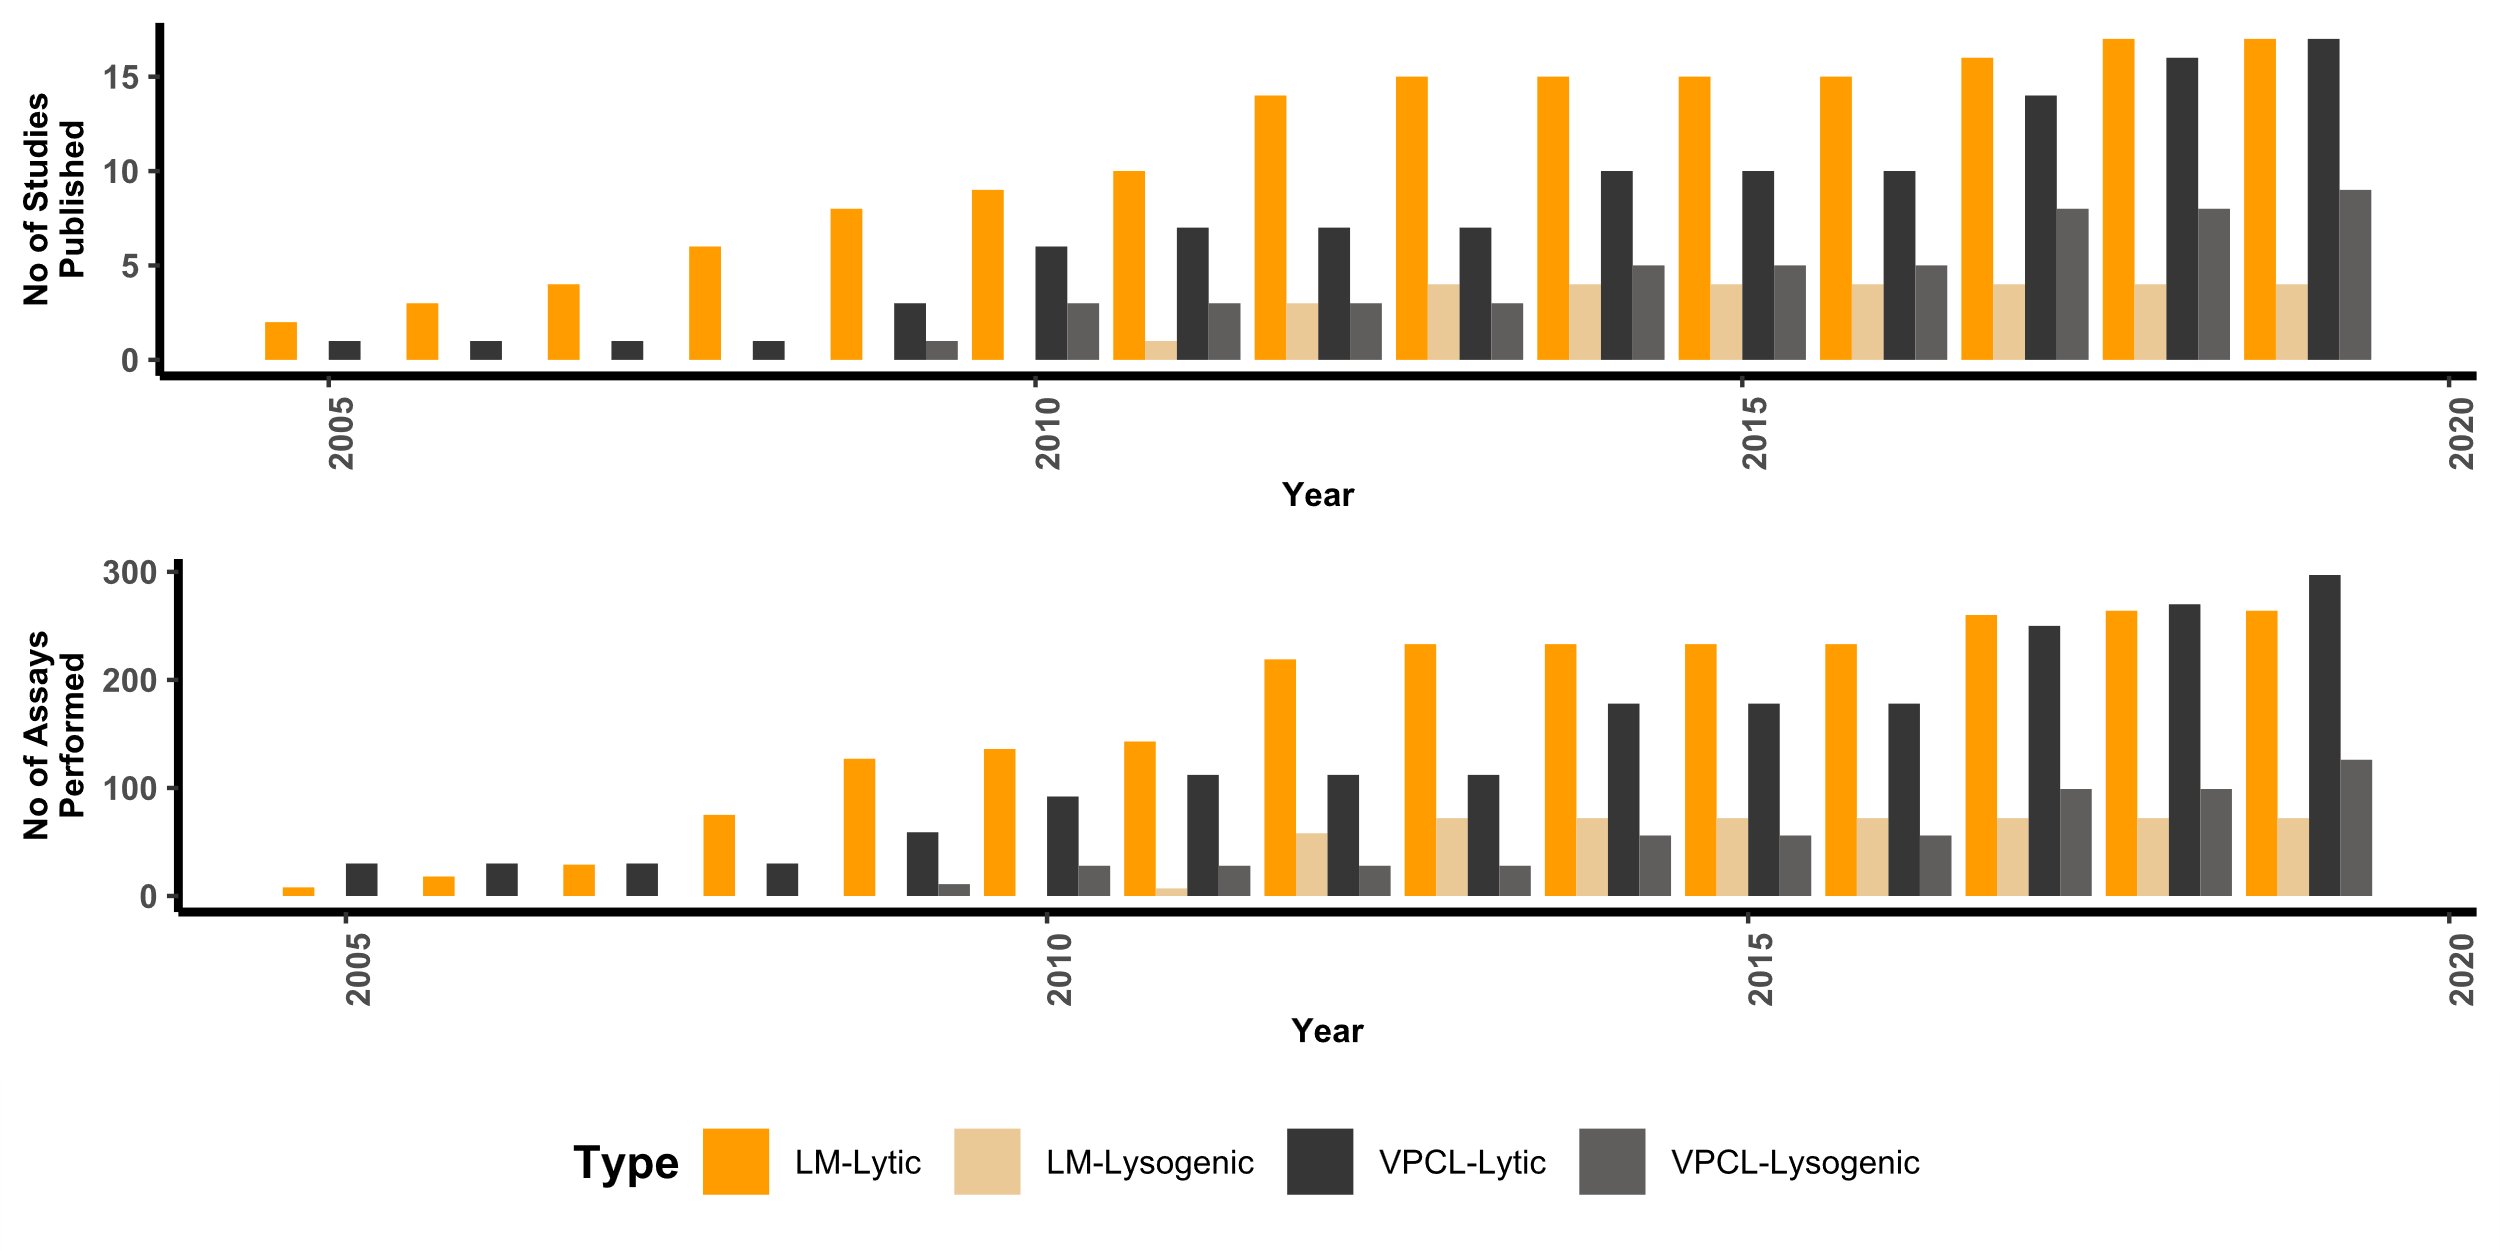 No of Studies
Published
15
10
5
0
2005
2010
2015
2020
Year
No of Assays
Performed
300
200
100
0
2005
2010
2015
2020
Year
Type LM-Lytic LM-Lysogenic VPCL-Lytic VPCL-Lysogenic